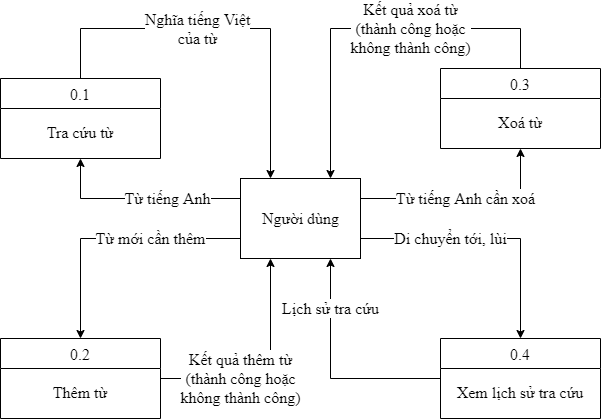 Nghĩa tiếng Việt
của từ
Kết quả xoá từ
(thành công hoặc
không thành công)
0.1
Tra cứu từ
0.3
Xoá từ
Từ tiếng Anh
Người dùng
Từ tiếng Anh cần xoá
Từ mới cần thêm
Di chuyển tới, lùi
Lịch sử tra cứu
0.2
Thêm từ
Kết quả thêm từ
(thành công hoặc
không thành công)
0.4
Xem lịch sử tra cứu